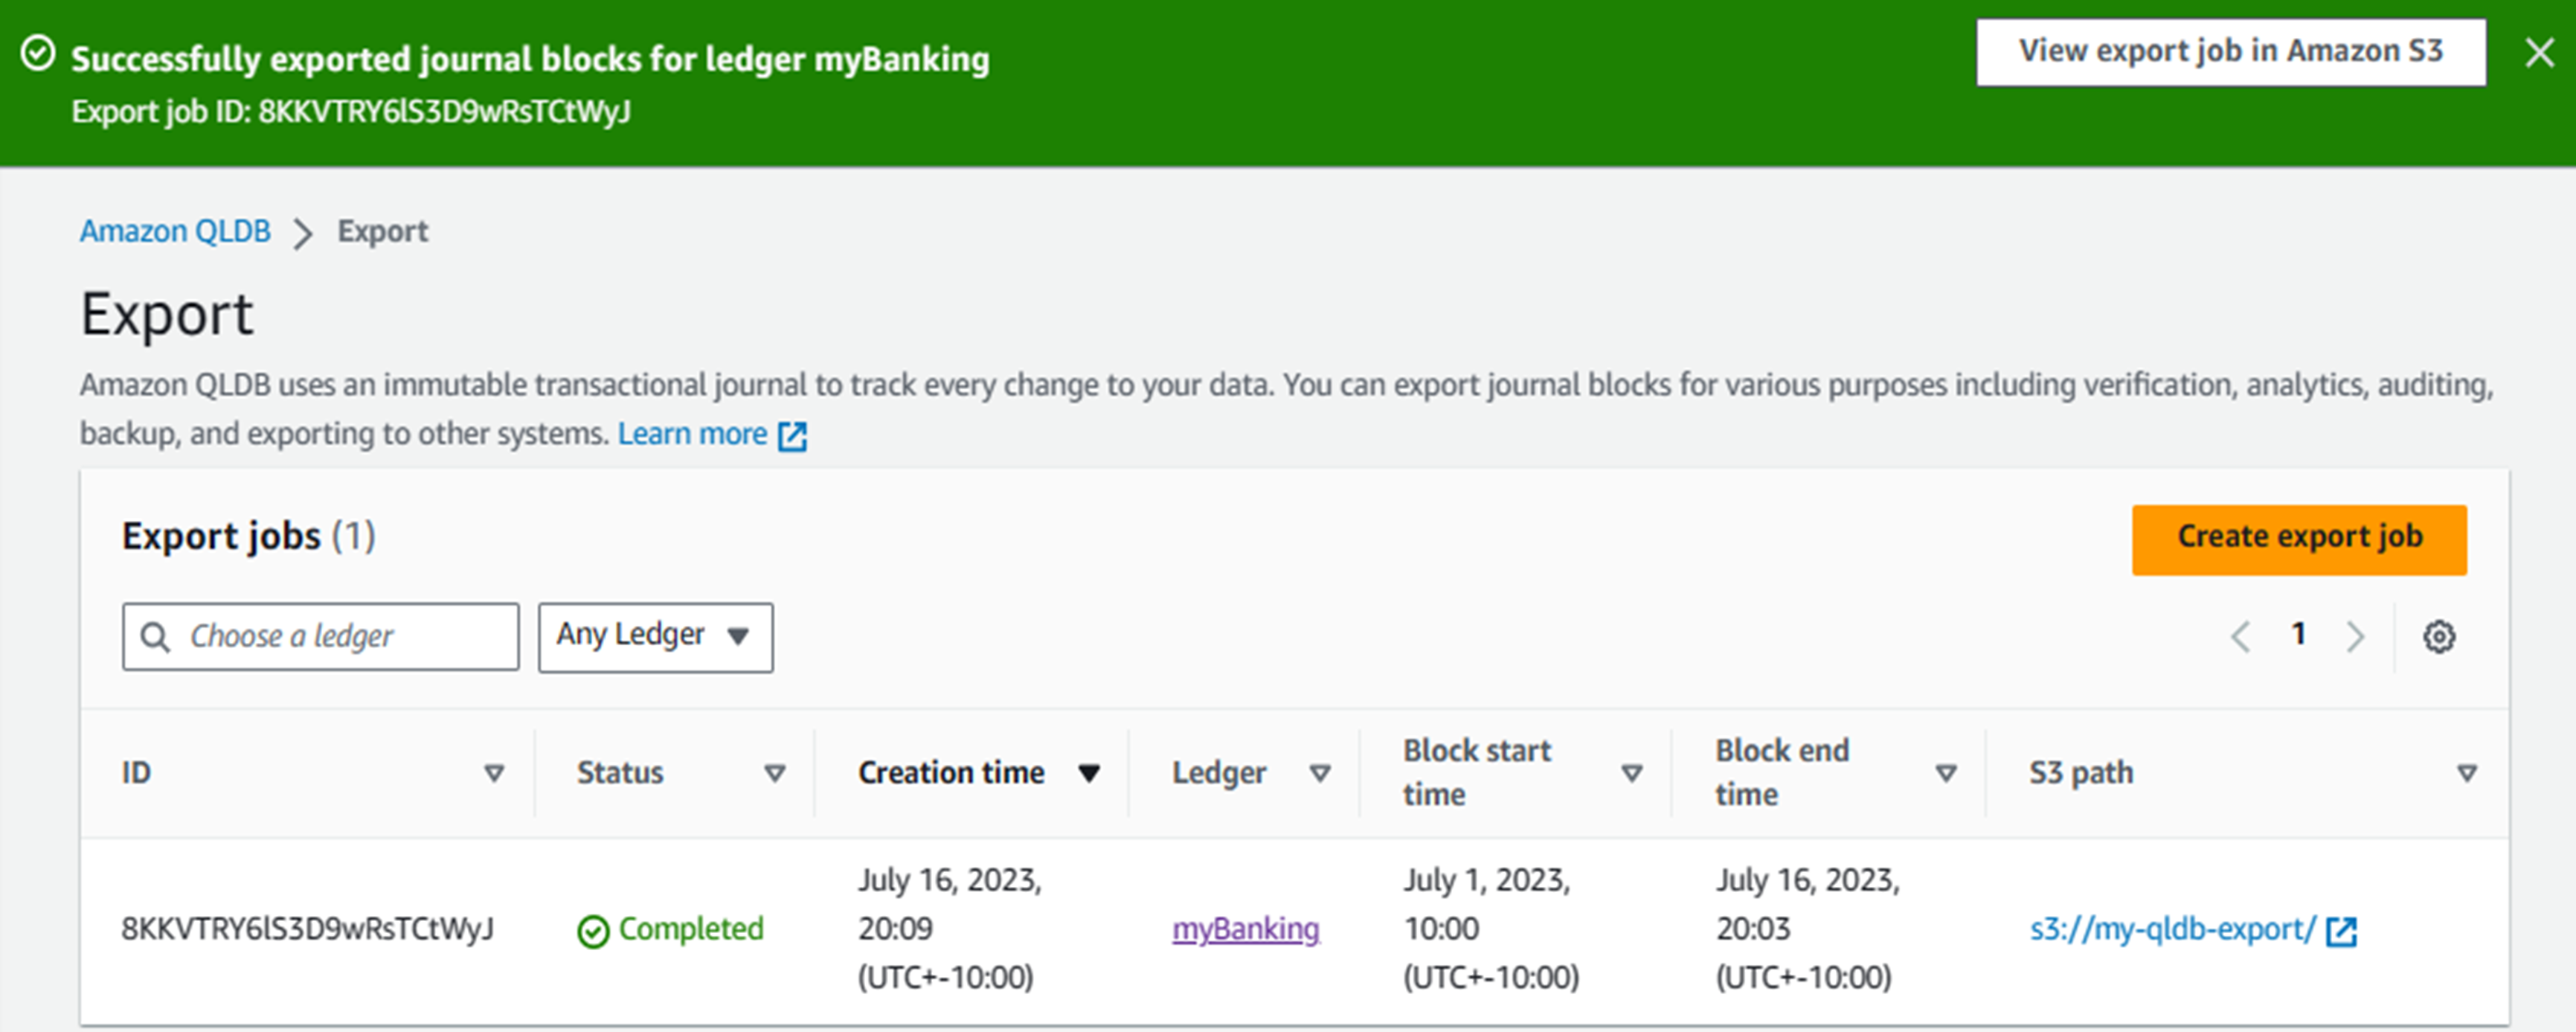 Successfully exported journal blocks for ledger myBanking
Export job ID: 8KKVTRY6lS3D9wRsTCtWyJ
View export job in Amazon S3
Amazon QLDB > Export
Export
Amazon QLDB uses an immutable transactional journal to track every change to your data. You can export journal blocks for various purposes including verification, analytics, auditing,
backup, and exporting to other systems. Learn more
Export jobs (1)
Create export job
Choose a ledger
Any Ledger
1
ID
Status
Creation time
Ledger
Block start
time
Block end
time
S3 path
8KKVTRY6lS3D9wRsTCtWyJ
Completed
July 16, 2023,
20:09
(UTC+-10:00)
myBanking
July 1, 2023,
10:00
(UTC+-10:00)
July 16, 2023,
20:03
(UTC+-10:00)
s3://my-qldb-export/